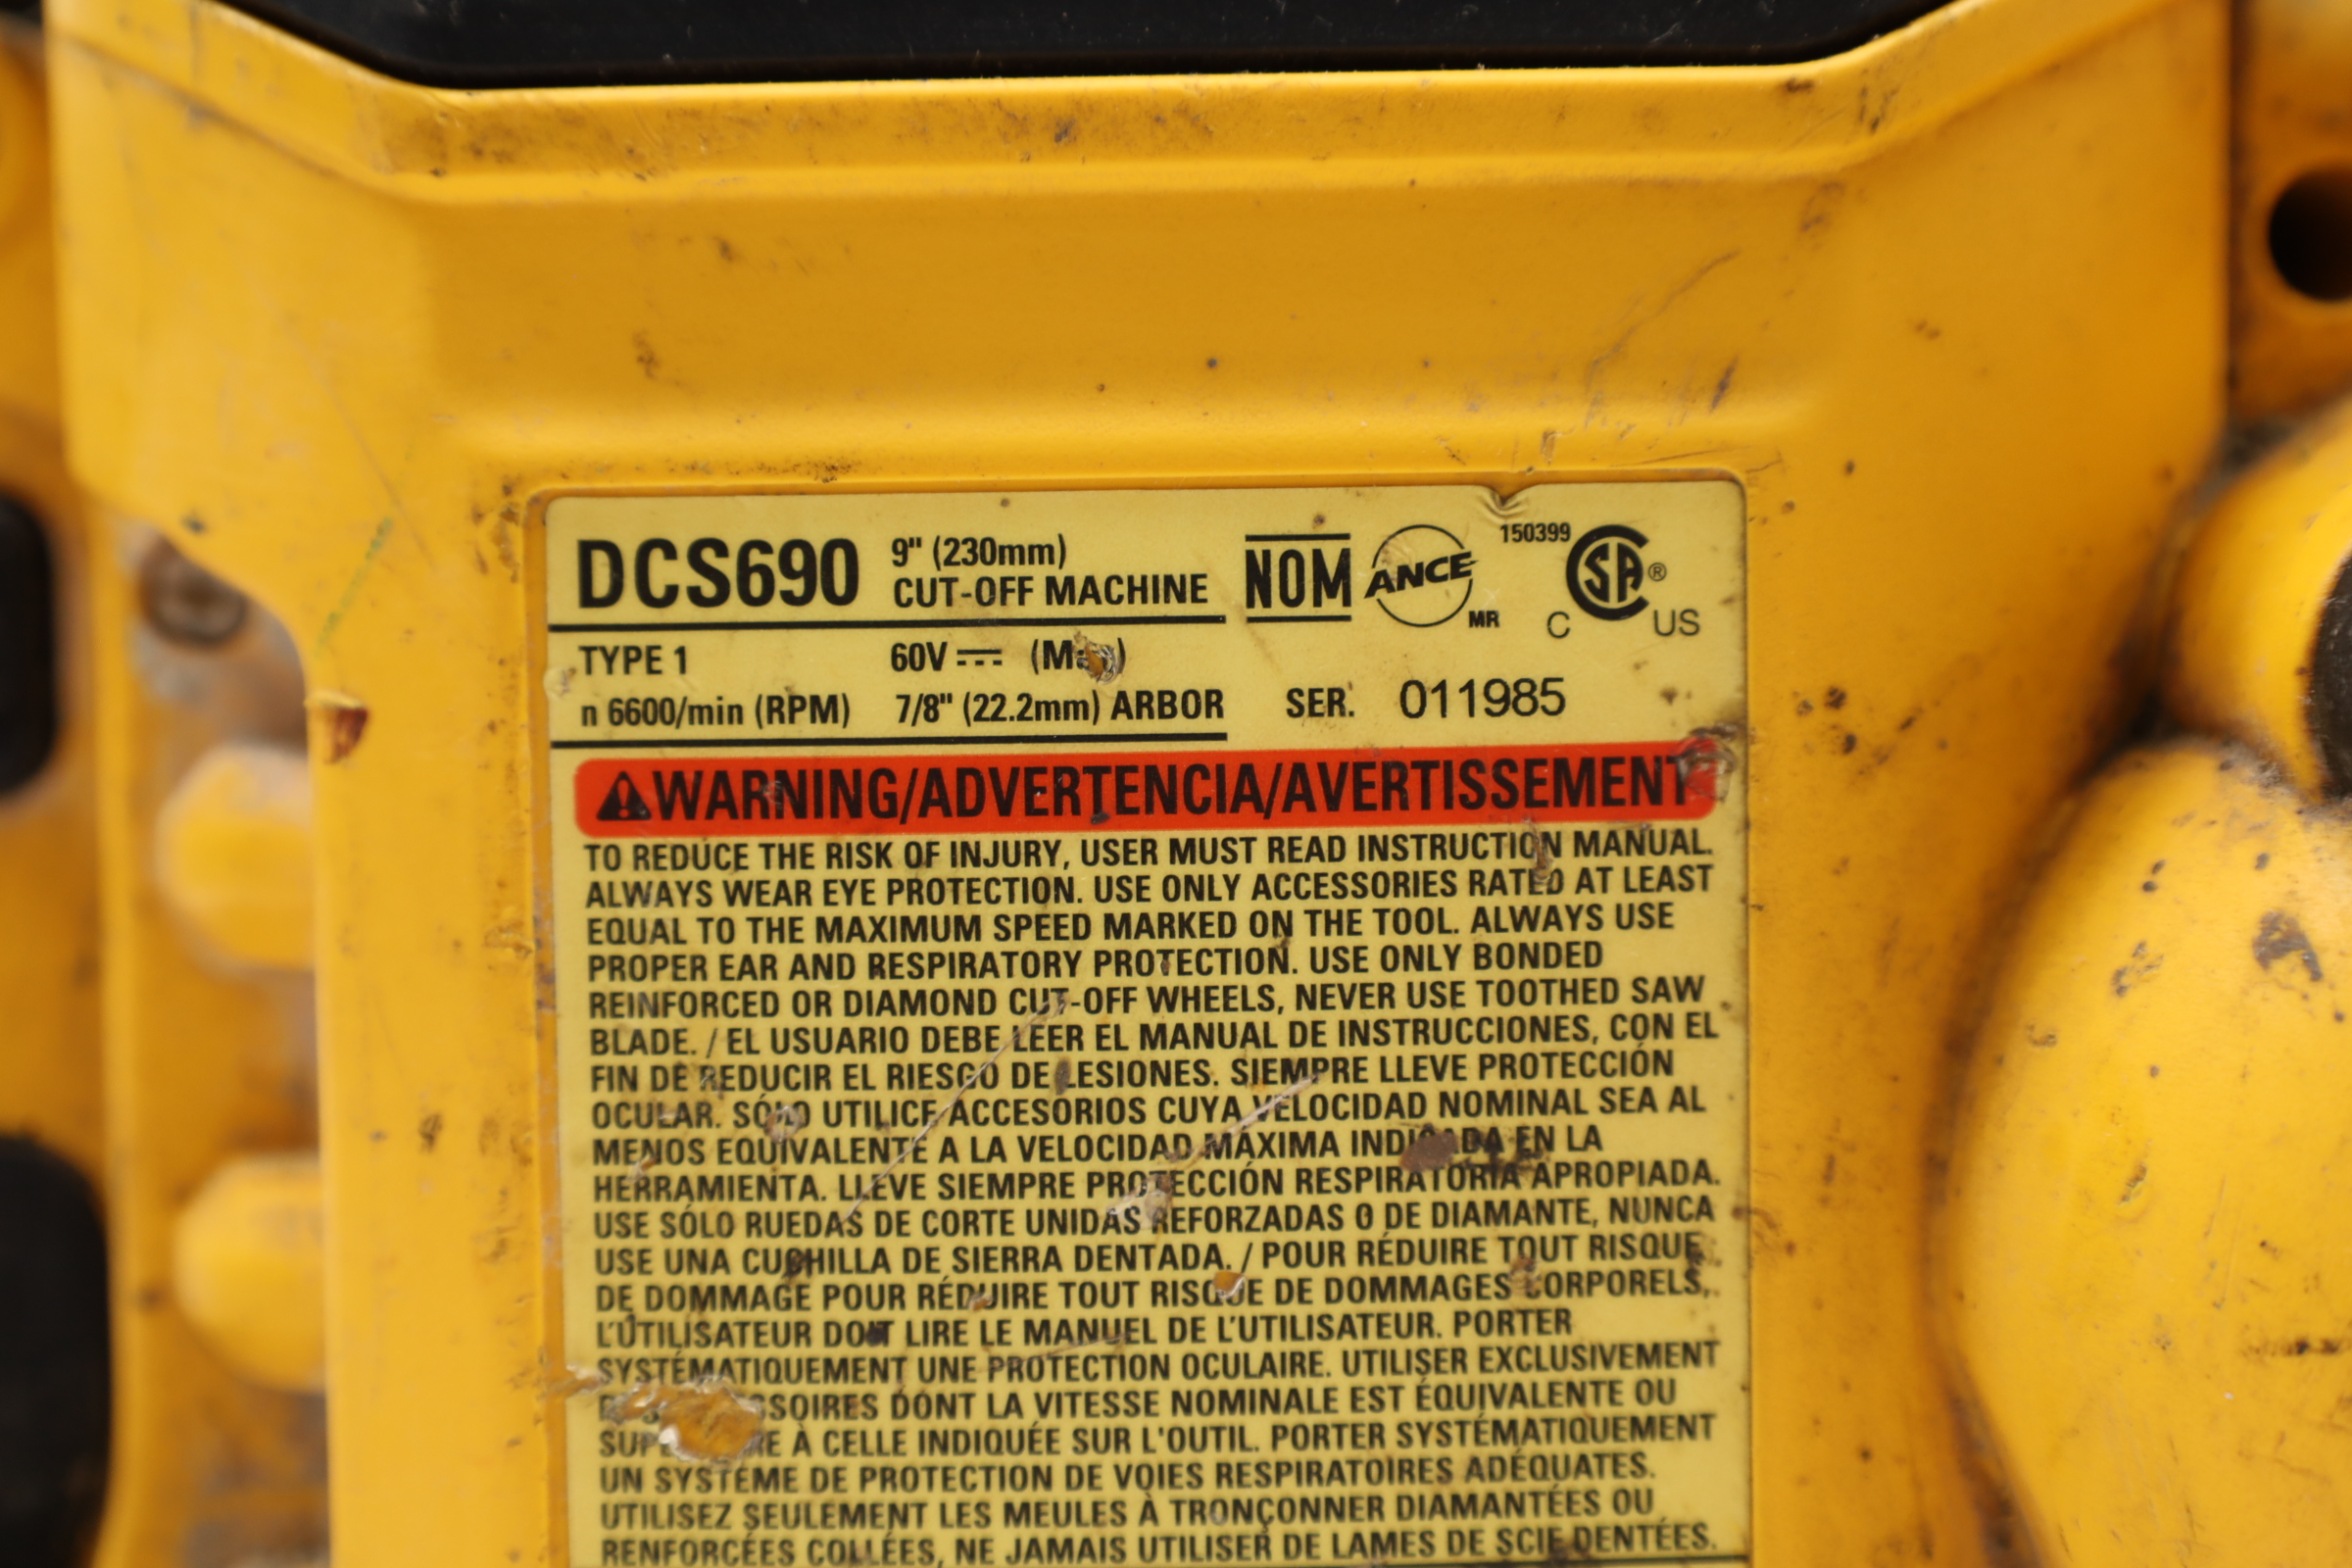 DCS690 9" (230mm)
CUT-OFF MACHINE
NOM ANCE MR
150399
CSA ® C US
TYPE 1 60V
n 6600/min (RPM) 7/8" (22.2mm) ARBOR
SER. 011985
WARNING/ADVERTENCIA/AVERTISSEMENT
TO REDUCE THE RISK OF INJURY, USER MUST READ INSTRUCTION MANUAL.
ALWAYS WEAR EYE PROTECTION. USE ONLY ACCESSORIES RATED AT LEAST
EQUAL TO THE MAXIMUM SPEED MARKED ON THE TOOL. ALWAYS USE
PROPER EAR AND RESPIRATORY PROTECTION. USE ONLY BONDED
REINFORCED OR DIAMOND CUT-OFF WHEELS, NEVER USE TOOTHED SAW
BLADE. / EL USUARIO DEBE LEER EL MANUAL DE INSTRUCCIONES, CON EL
FIN DE REDUCIR EL RIESGO DE LESIONES. SIEMPRE LLEVE PROTECCIÓN
OCULAR. SÓLO UTILICE ACCESORIOS CUYA VELOCIDAD NOMINAL SEA AL
MENOS EQUIVALENTE A LA VELOCIDAD MÁXIMA INDICADA EN LA
HERRAMIENTA. LLEVE SIEMPRE PROTECCIÓN RESPIRATORIA APROPIADA.
USE SÓLO RUEDAS DE CORTE UNIDAS REFORZADAS O DE DIAMANTE, NUNCA
USE UNA CUCHILLA DE SIERRA DENTADA. / POUR RÉDUIRE TOUT RISQUE
DE DOMMAGE POUR RÉDUIRE TOUT RISQUE DE DOMMAGES CORPORELS,
L'UTILISATEUR DOIT LIRE LE MANUEL DE L'UTILISATEUR. PORTER
SYSTÉMATIQUEMENT UNE PROTECTION OCULAIRE. UTILISER EXCLUSIVEMENT
DONT LA VITESSE NOMINALE EST ÉQUIVALENTE OU
À CELLE INDIQUÉE SUR L'OUTIL. PORTER SYSTÉMATIQUEMENT
UN SYSTÈME DE PROTECTION DE VOIES RESPIRATOIRES ADÉQUATES.
UTILISEZ SEULEMENT LES MEULES À TRONÇONNER DIAMANTÉES OU
RENFORCÉES COLLÉES, NE JAMAIS UTILISER DE LAMES DE SCIE DENTÉES.